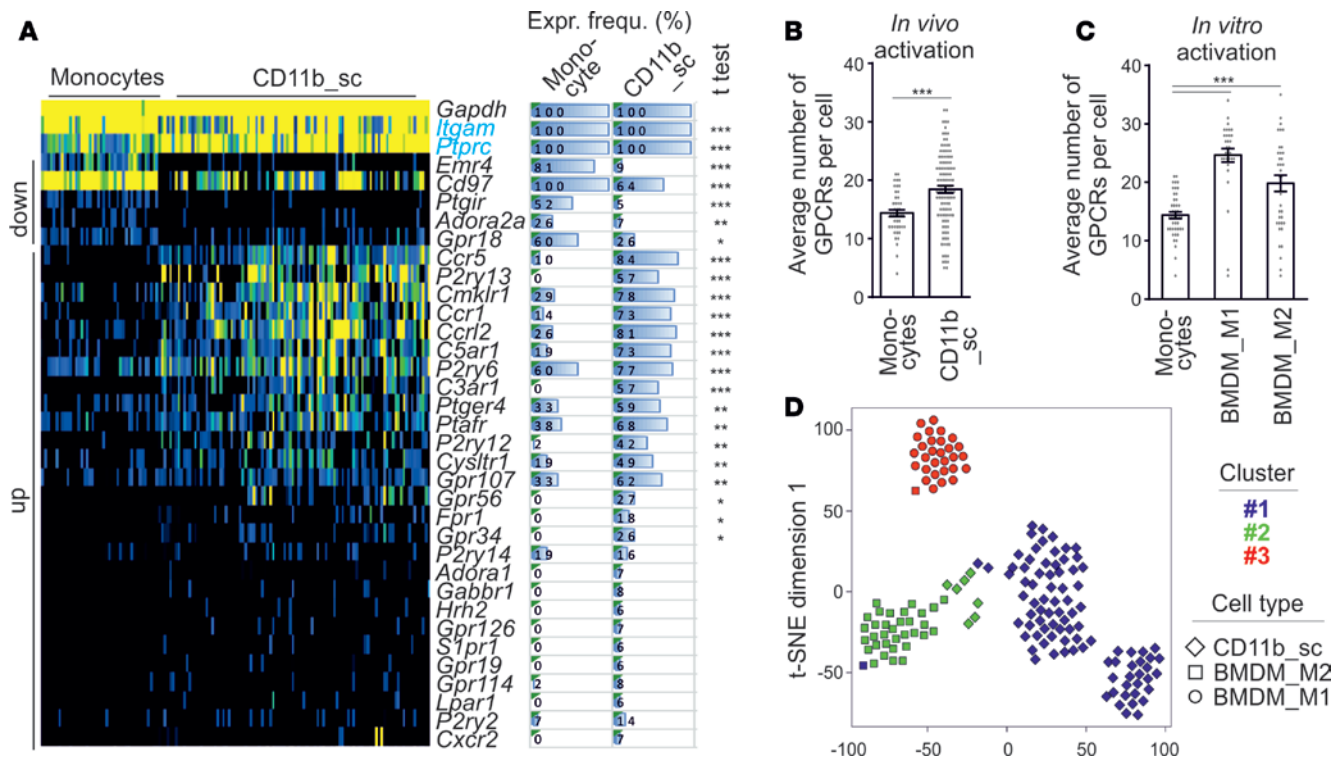 A
Expr. frequ. (%)
Monocytes
CD11b_sc
Mono-
cyte
CD11b
_sc
t test
Gapdh 100 100
Itgam 100 100 ***
Ptprc 100 100 ***
down
Emr4 81 9 ***
Cd97 100 64 ***
Ptgir 52 5 ***
Adora2a 26 7 **
Gpr18 60 26 *
up
Ccr5 10 84 ***
P2ry13 0 57 ***
Cmklr1 29 78 ***
Ccr1 14 73 ***
Ccrl2 26 81 ***
C5ar1 19 73 ***
P2ry6 60 77 ***
C3ar1 0 57 ***
Ptger4 33 59 **
Ptafr 38 68 **
P2ry12 2 42 **
Cysltr1 19 49 **
Gpr107 33 62 **
Gpr56 0 27 *
Fpr1 0 18 *
Gpr34 0 26 *
P2ry14 19 16
Adora1 0 7
Gabbr1 0 8
Hrh2 0 6
Gpr126 0 7
S1pr1 0 6
Gpr19 0 6
Gpr114 2 8
Lpar1 0 6
P2ry2 7 14
Cxcr2 0 7
B
In vivo
activation
Average number of
GPCRs per cell
40
30
20
10
0
***
Mono-
cytes
CD11b
_sc
C
In vitro
activation
Average number of
GPCRs per cell
40
30
20
10
0
***
Mono-
cytes
BMDM_M1
BMDM_M2
D
t-SNE dimension 1
100
50
0
-50
-100
-50
0
50
100
Cluster
#1
#2
#3
Cell type
CD11b_sc
BMDM_M2
BMDM_M1